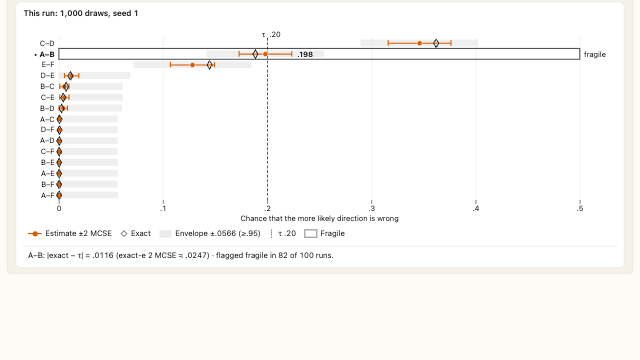 This run: 1,000 draws, seed 1
τ .20
C–D
• A–B
.198
fragile
E–F
D–E
B–C
C–E
B–D
A–C
D–F
A–D
C–F
B–E
A–E
B–F
A–F
0 .1 .2 .3 .4 .5
Chance that the more likely direction is wrong
Estimate ±2 MCSE Exact Envelope ±.0566 (≥.95) τ .20 Fragile
A–B: |exact − τ| = .0116 (exact-e 2 MCSE ≈ .0247) · flagged fragile in 82 of 100 runs.